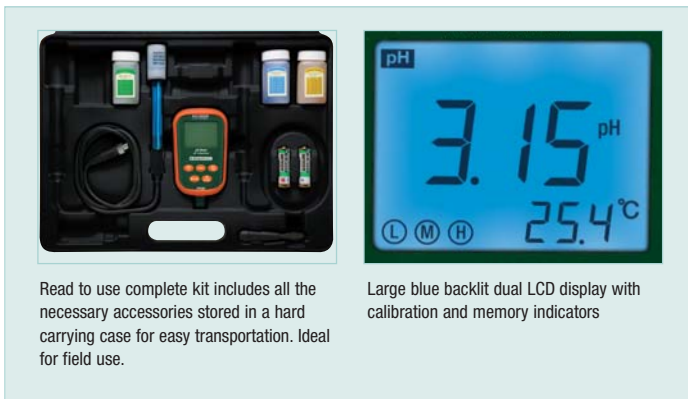 pH
3.15 pH
25.4 °C
L M H
Read to use complete kit includes all the
necessary accessories stored in a hard
carrying case for easy transportation. Ideal
for field use.
Large blue backlit dual LCD display with
calibration and memory indicators